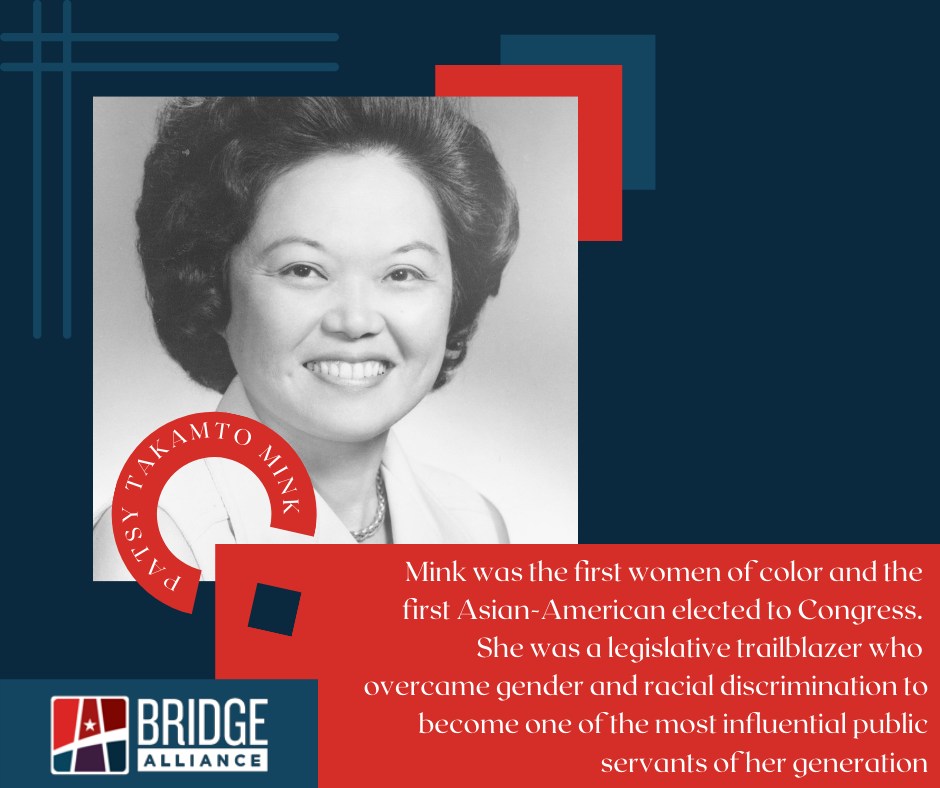 PATSY TAKAMTO MINK
Mink was the first women of color and the
first Asian-American elected to Congress.
She was a legislative trailblazer who
overcame gender and racial discrimination to
become one of the most influential public
servants of her generation
BRIDGE
ALLIANCE